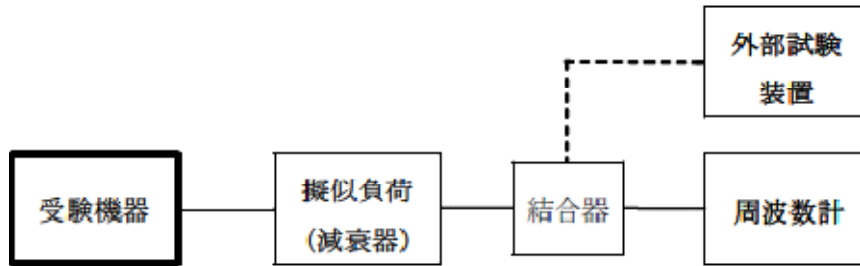 外部試験
装置
受験機器
擬似負荷
(減衰器)
結合器
周波数計